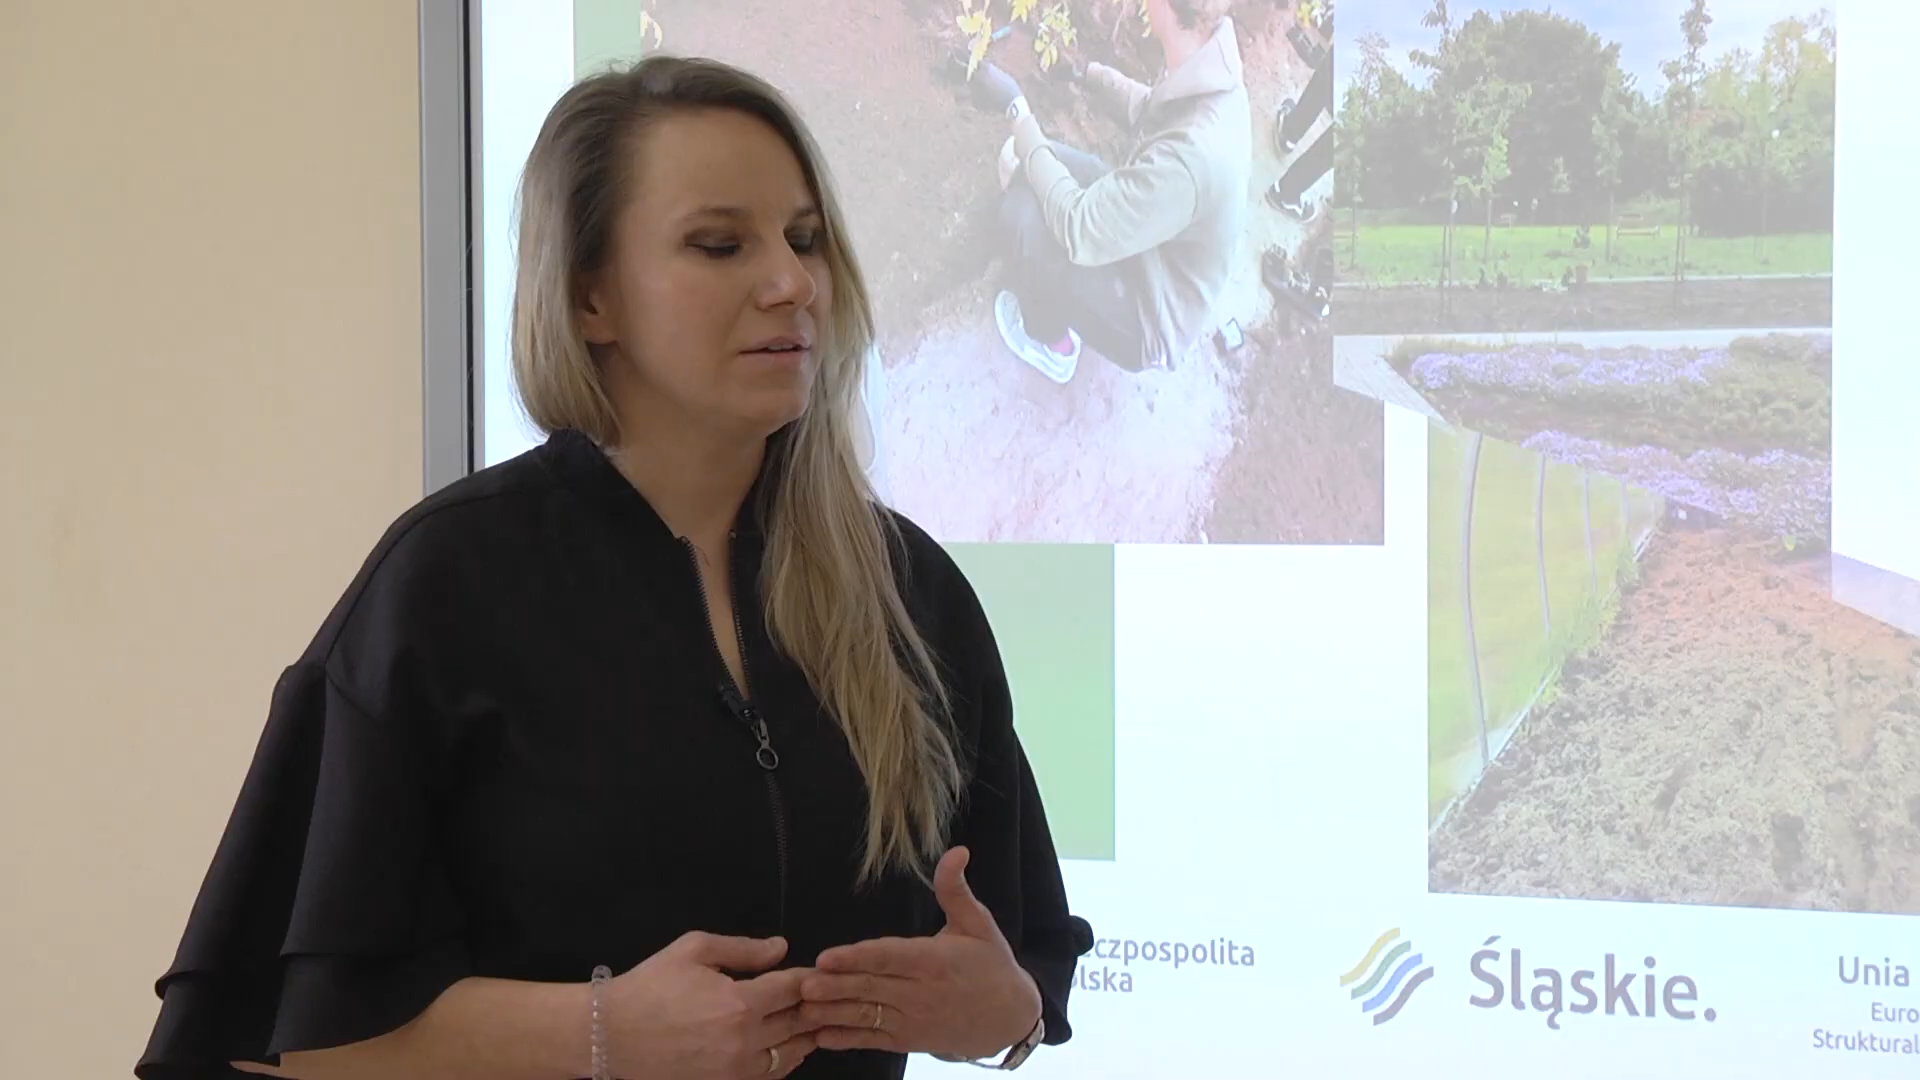 czpospolita
lska
Śląskie.
Unia
Euro
Struktural